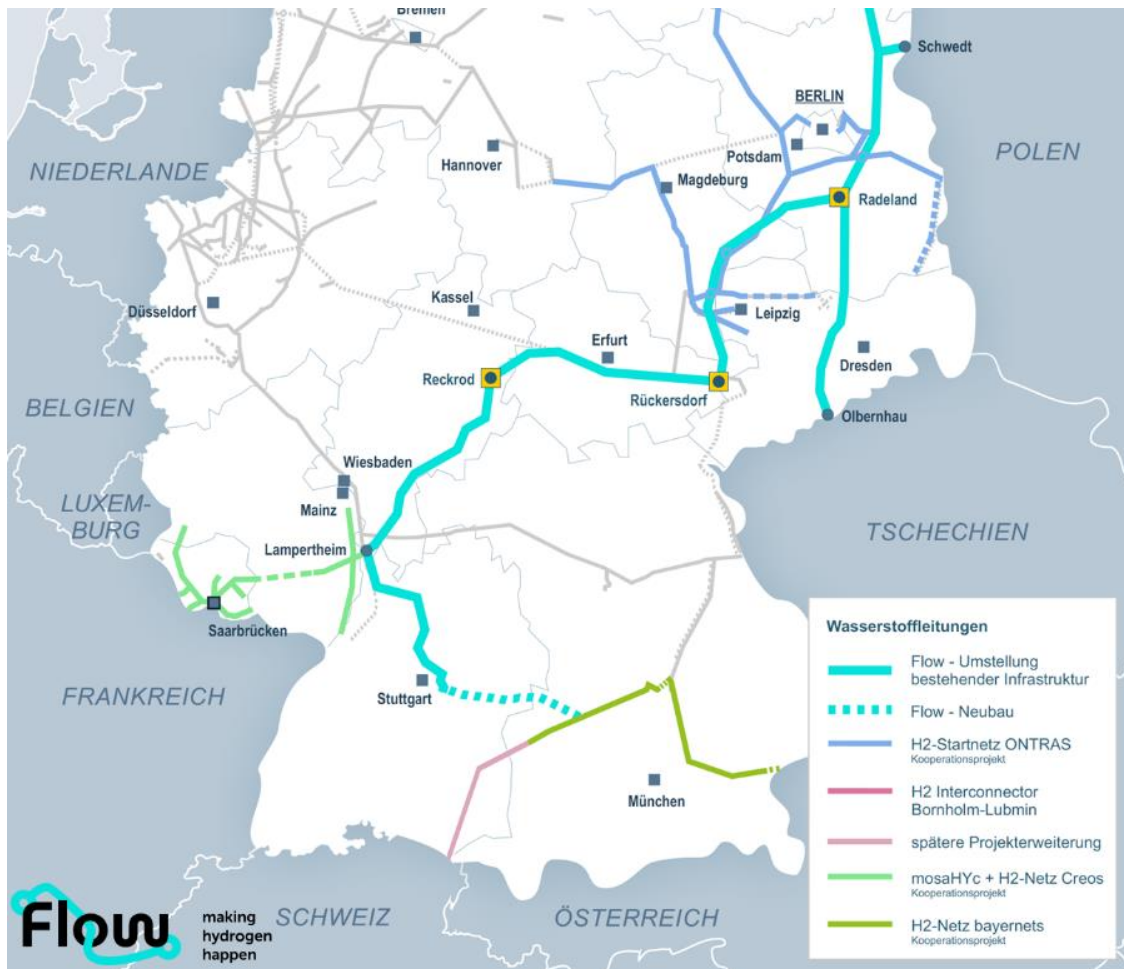 Bremen
Schwedt
BERLIN
NIEDERLANDE
Hannover
Potsdam
POLEN
Magdeburg
Radeland
Kassel
Düsseldorf
Leipzig
Erfurt
Reckrod
Dresden
Rückersdorf
BELGIEN
Olbernhau
Wiesbaden
LUXEM-
BURG
Mainz
TSCHECHIEN
Lampertheim
Saarbrücken
FRANKREICH
Stuttgart
München
SCHWEIZ
ÖSTERREICH
Wasserstoffleitungen
Flow - Umstellung
bestehender Infrastruktur
Flow - Neubau
H2-Startnetz ONTRAS
Kooperationsprojekt
H2 Interconnector
Bornholm-Lubmin
spätere Projekterweiterung
mosaHYc + H2-Netz Creos
Kooperationsprojekt
H2-Netz bayernets
Kooperationsprojekt
Flow
making
hydrogen
happen